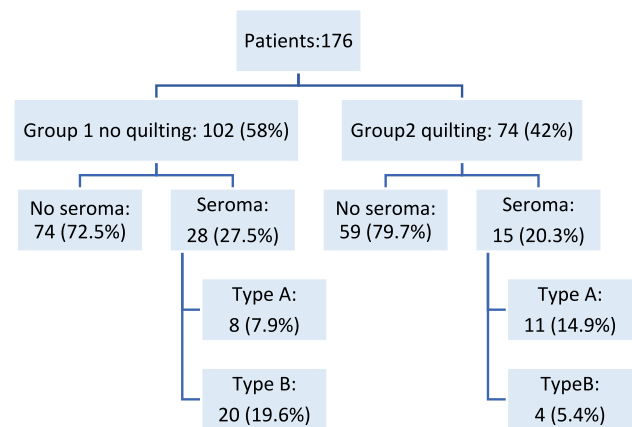 Patients:176
Group 1 no quilting: 102 (58%)
Group2 quilting: 74 (42%)
No seroma:
74 (72.5%)
Seroma:
28 (27.5%)
No seroma:
59 (79.7%)
Seroma:
15 (20.3%)
Type A:
8 (7.9%)
Type A:
11 (14.9%)
Type B:
20 (19.6%)
TypeB:
4 (5.4%)